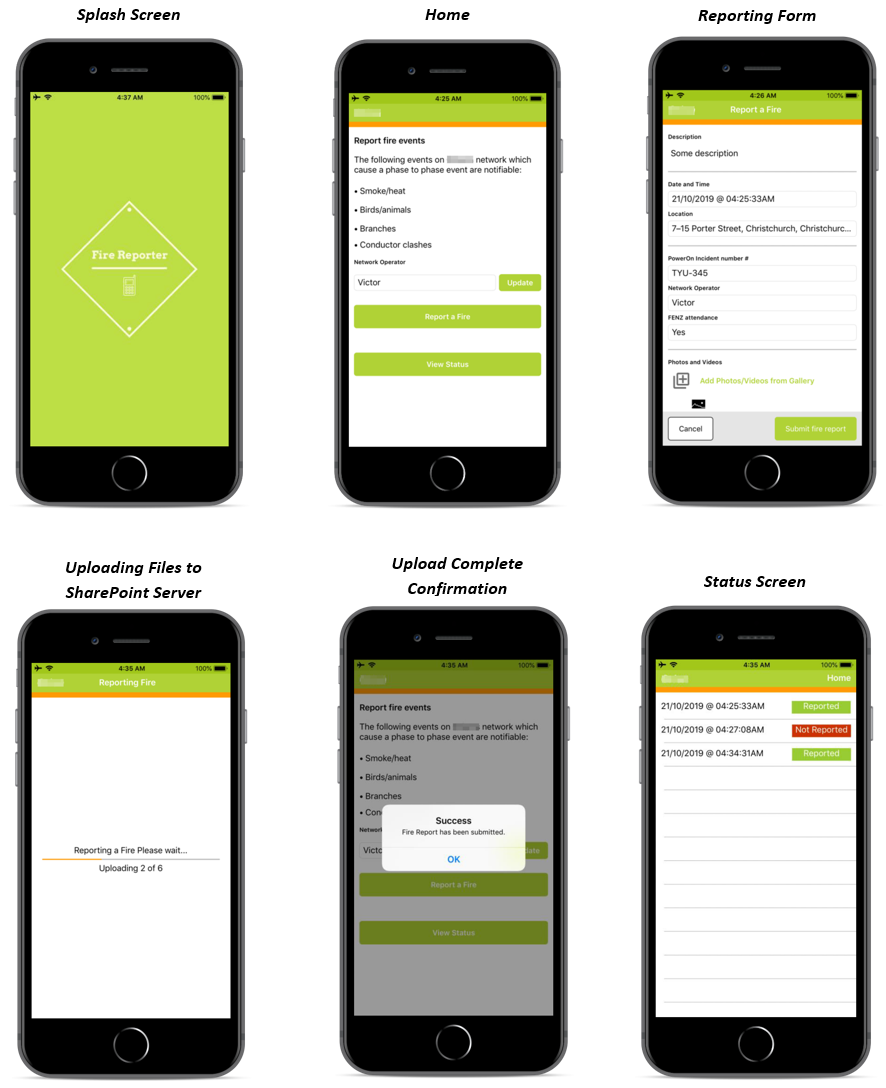 Splash Screen
4:37 AM
100%
Fire Reporter
Home
4:25 AM
100%
Report fire events
The following events on network which
cause a phase to phase event are notifiable:
• Smoke/heat
• Birds/animals
• Branches
• Conductor clashes
Network Operator
Victor
Update
Report a Fire
View Status
Reporting Form
4:26 AM
100%
Report a Fire
Description
Some description
Date and Time
21/10/2019 @ 04:25:33AM
Location
7–15 Porter Street, Christchurch, Christchurc...
PowerOn Incident number #
TYU-345
Network Operator
Victor
FENZ attendance
Yes
Photos and Videos
Add Photos/Videos from Gallery
Cancel
Submit fire report
Uploading Files to
SharePoint Server
4:35 AM
100%
Reporting Fire
Reporting a Fire Please wait...
Uploading 2 of 6
Upload Complete
Confirmation
4:35 AM
100%
Report fire events
The following events on network which
cause a phase to phase event are notifiable:
• Smoke/heat
• Birds/animals
• Branches
• Con
Network
Victo
date
Success
Fire Report has been submitted.
OK
Report a Fire
View Status
Status Screen
4:35 AM
100%
Home
21/10/2019 @ 04:25:33AM Reported
21/10/2019 @ 04:27:08AM Not Reported
21/10/2019 @ 04:34:31AM Reported